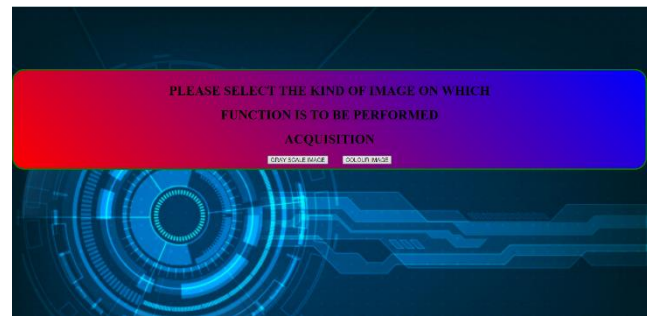 PLEASE SELECT THE KIND OF IMAGE ON WHICH
FUNCTION IS TO BE PERFORMED
ACQUISITION
GRAY SCALE IMAGE COLOUR IMAGE